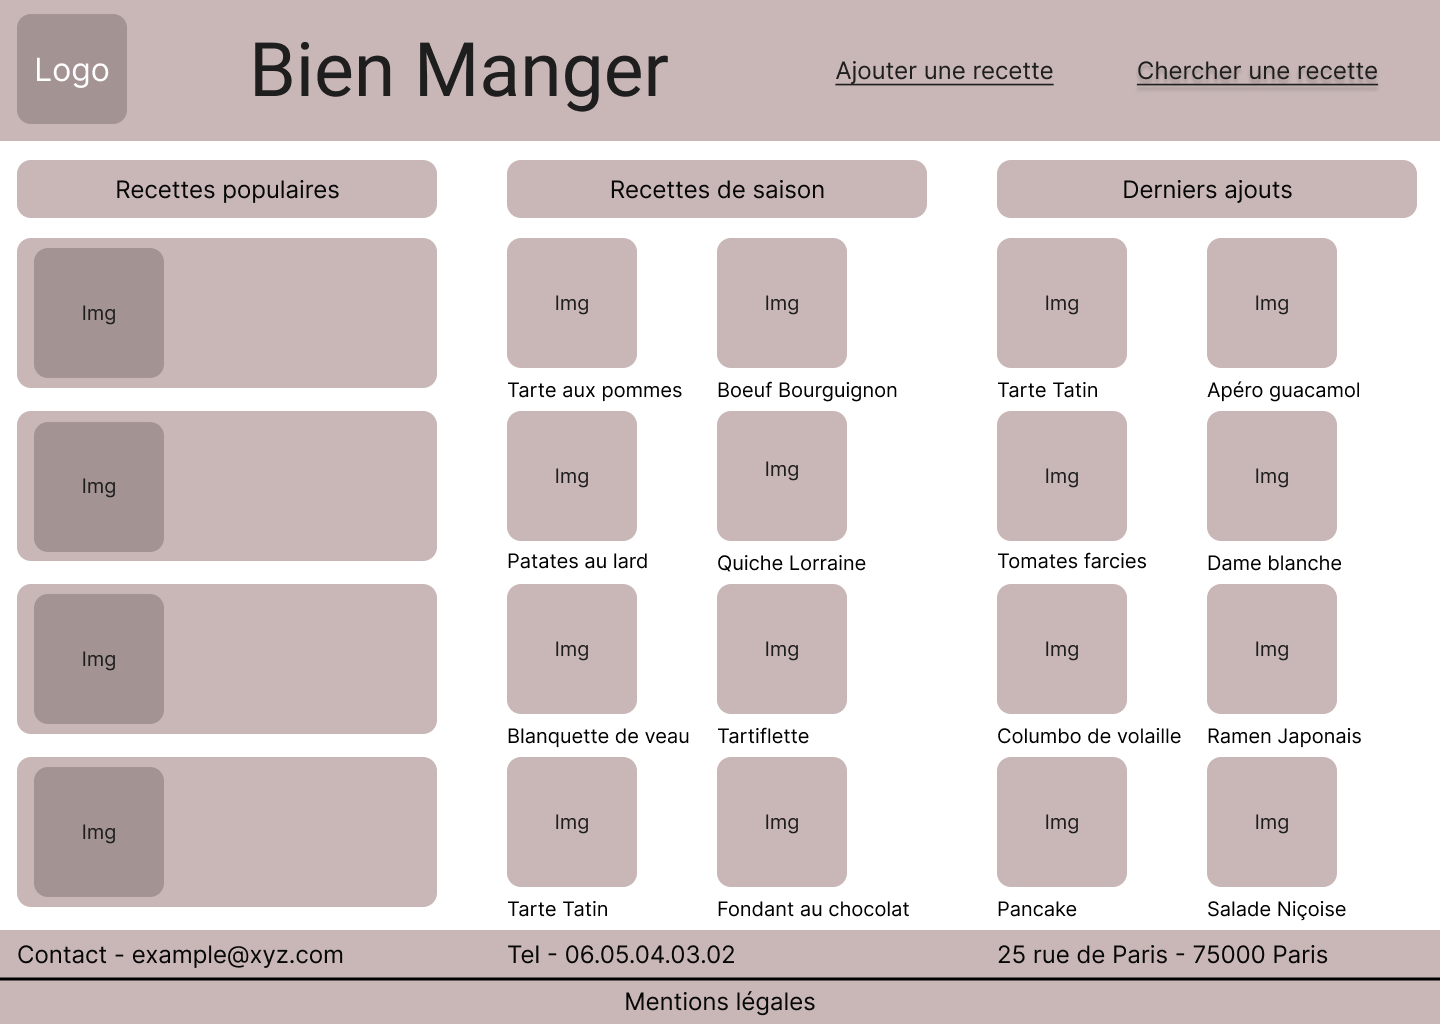 Logo
Bien Manger
Ajouter une recette
Chercher une recette
Recettes populaires
Img
Img
Img
Img
Recettes de saison
Img
Img
Tarte aux pommes
Boeuf Bourguignon
Img
Img
Patates au lard
Quiche Lorraine
Img
Img
Blanquette de veau
Tartiflette
Img
Img
Tarte Tatin
Fondant au chocolat
Derniers ajouts
Img
Img
Tarte Tatin
Apéro guacamol
Img
Img
Tomates farcies
Dame blanche
Img
Img
Columbo de volaille
Ramen Japonais
Img
Img
Pancake
Salade Niçoise
Contact - example@xyz.com
Tel - 06.05.04.03.02
25 rue de Paris - 75000 Paris
Mentions légales